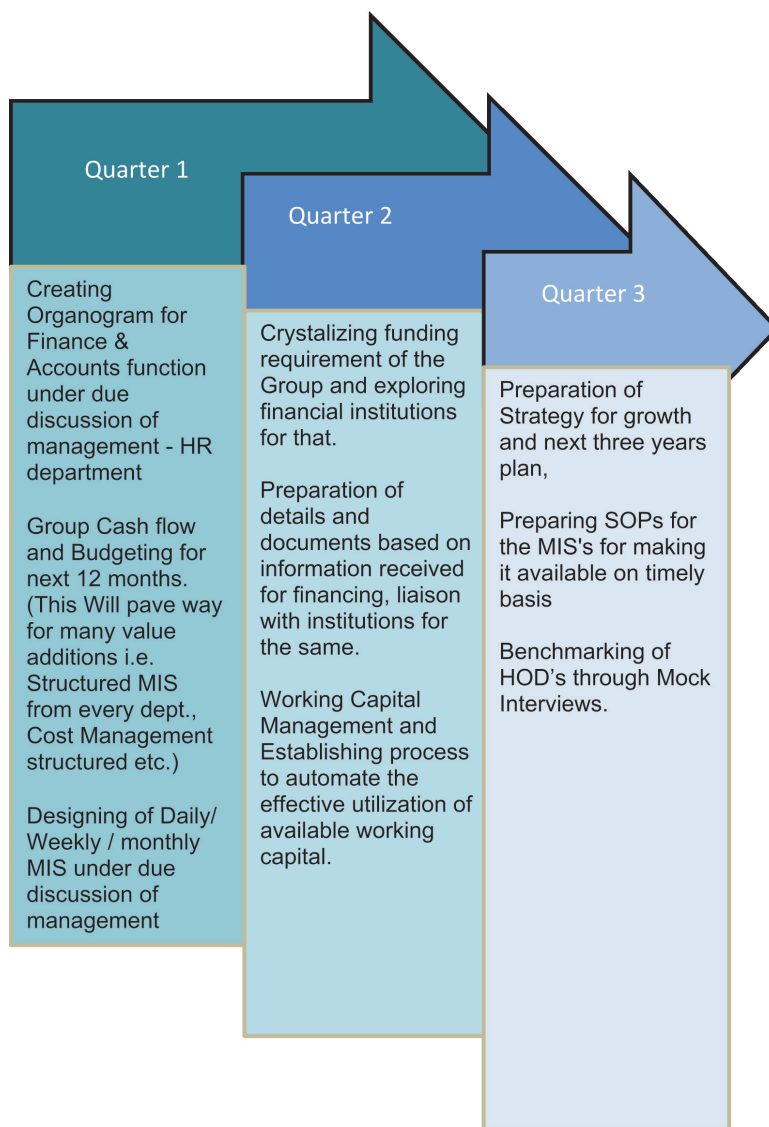 Quarter 1
Creating
Organogram for
Finance &
Accounts function
under due
discussion of
management - HR
department
Group Cash flow
and Budgeting for
next 12 months.
(This Will pave way
for many value
additions i.e.
Structured MIS
from every dept.,
Cost Management
structured etc.)
Designing of Daily/
Weekly / monthly
MIS under due
discussion of
management
Quarter 2
Crystalizing funding
requirement of the
Group and exploring
financial institutions
for that.
Preparation of
details and
documents based on
information received
for financing, liaison
with institutions for
the same.
Working Capital
Management and
Establishing process
to automate the
effective utilization of
available working
capital.
Quarter 3
Preparation of
Strategy for growth
and next three years
plan,
Preparing SOPs for
the MIS's for making
it available on timely
basis
Benchmarking of
HOD’s through Mock
Interviews.